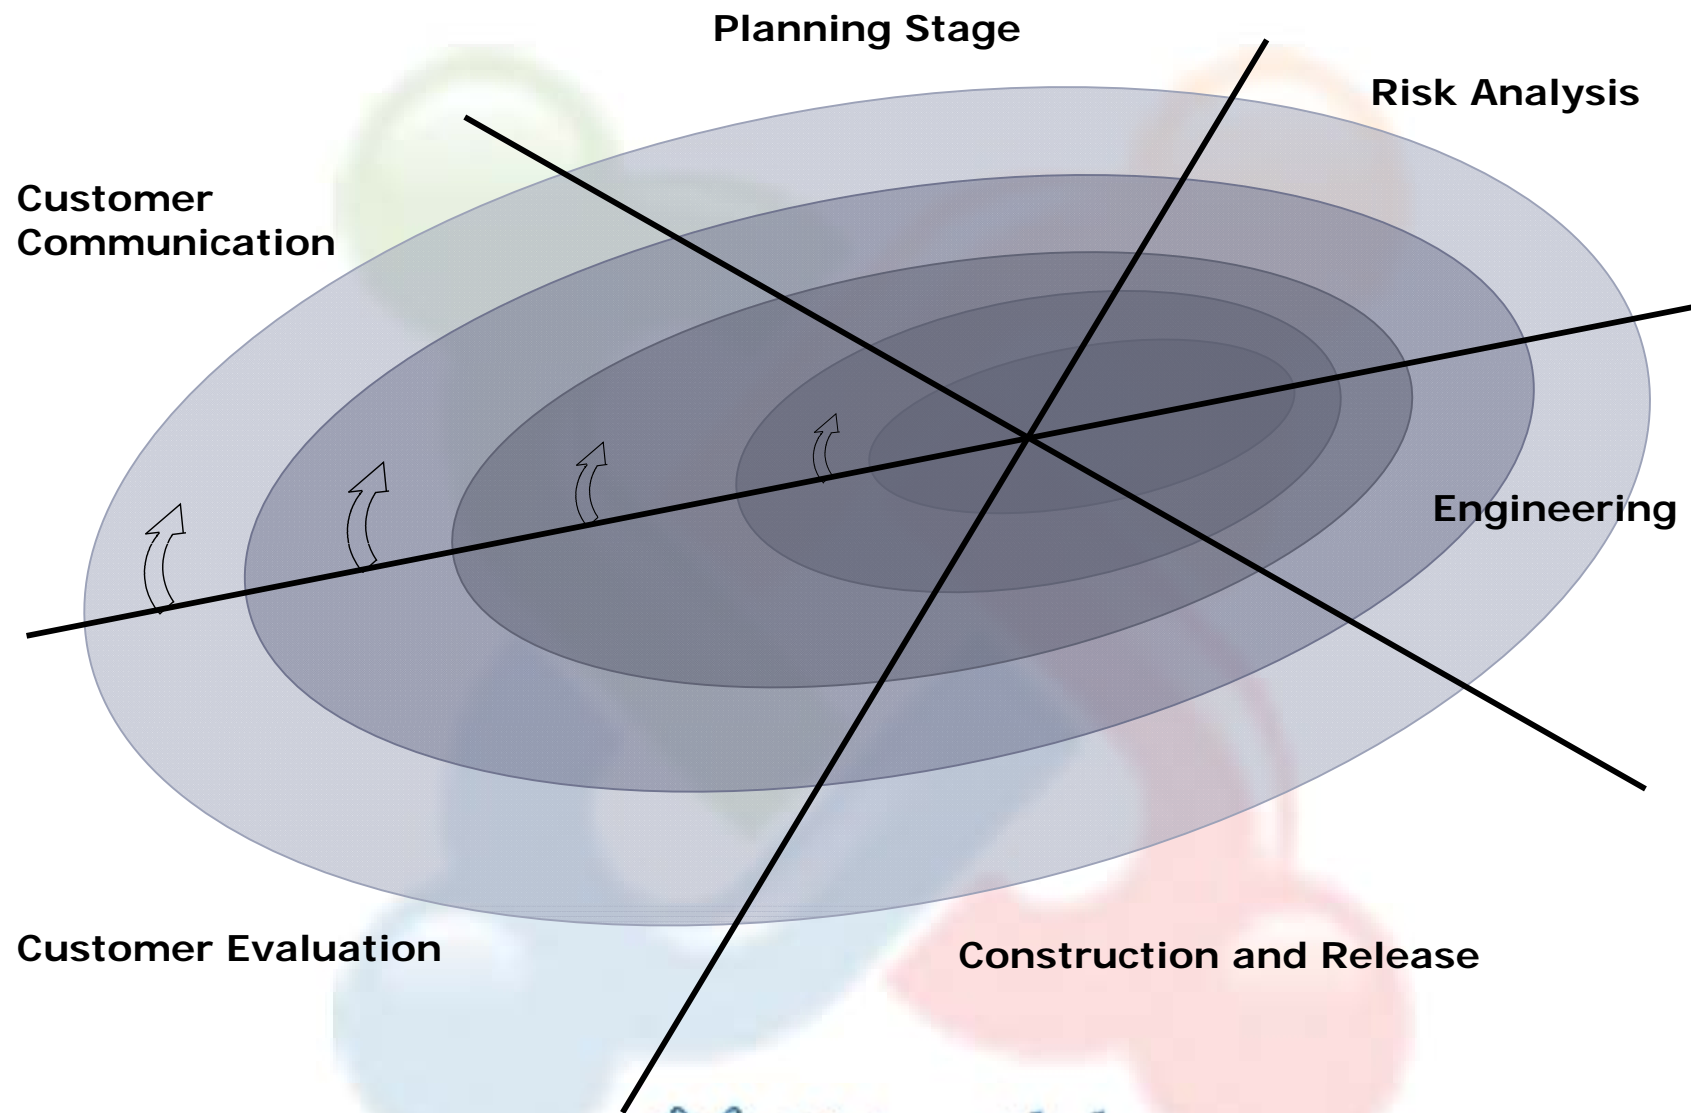 Planning Stage
Risk Analysis
Customer
Communication
Engineering
Customer Evaluation
Construction and Release